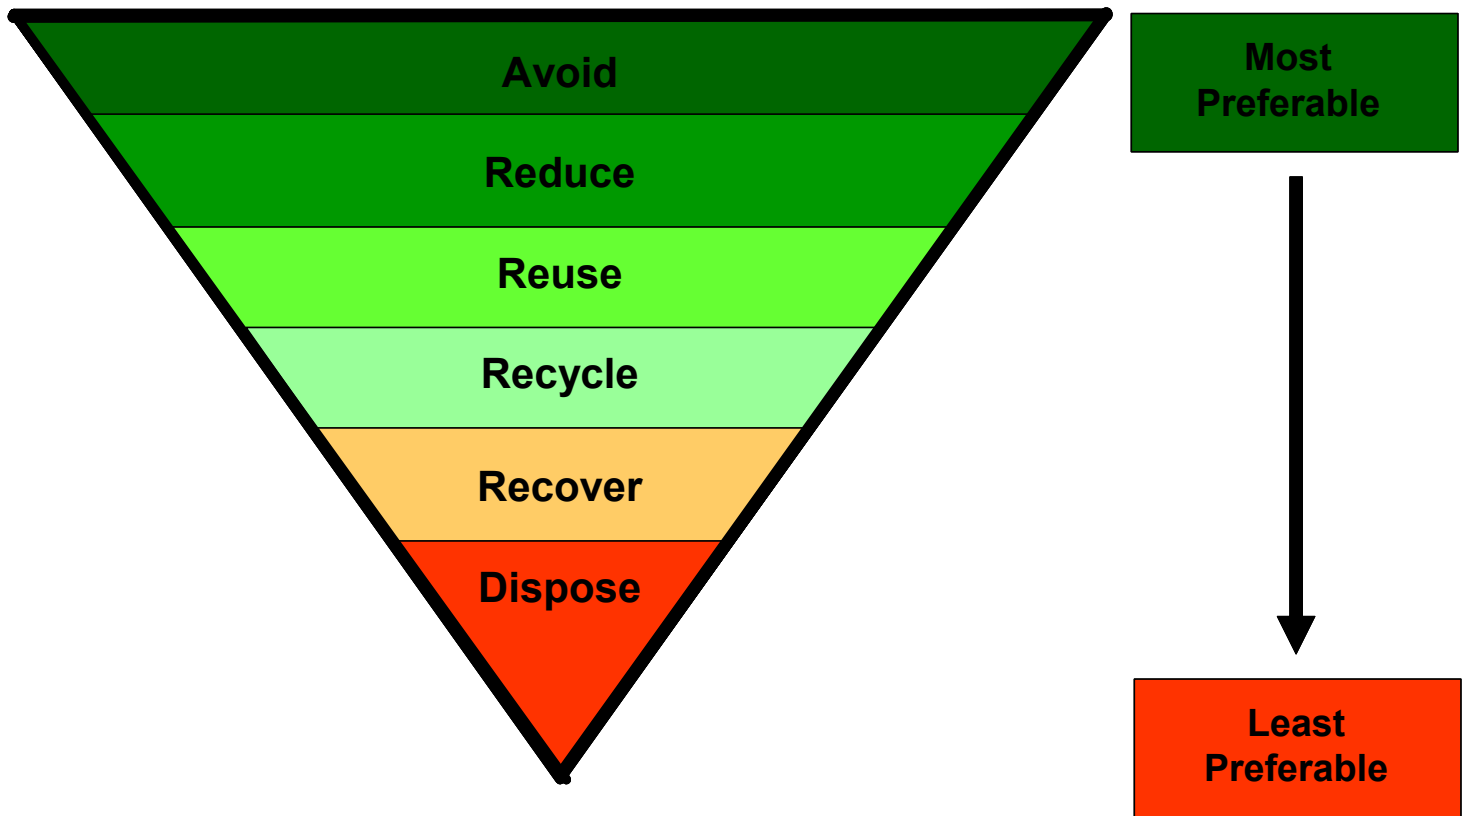 Avoid
Most
Preferable
Reduce
Reuse
Recycle
Recover
Dispose
Least
Preferable